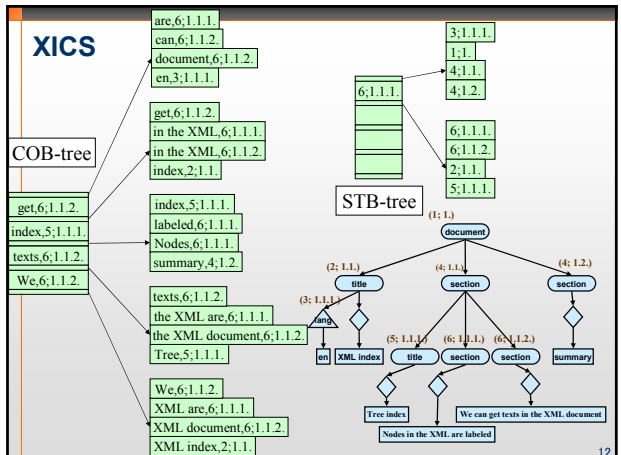 XICS
are,6;1.1.1.
can,6;1.1.2.
document,6;1.1.2.
en,3;1.1.1.
get,6;1.1.2.
in the XML,6;1.1.1.
in the XML,6;1.1.2.
index,2;1.1.
COB-tree
get,6;1.1.2.
index,5;1.1.1.
texts,6;1.1.2.
We,6;1.1.2.
index,5;1.1.1.
labeled,6;1.1.1.
Nodes,6;1.1.1.
summary,4;1.2.
texts,6;1.1.2.
the XML are,6;1.1.1.
the XML document,6;1.1.2.
Tree,5;1.1.1.
We,6;1.1.2.
XML are,6;1.1.1.
XML document,6;1.1.2.
XML index,2;1.1.
3;1.1.1.
1;1.
4;1.1.
4;1.2.
6;1.1.1.
6;1.1.1.
6;1.1.2.
2;1.1.
5;1.1.1.
STB-tree
(1; 1.)
document
(2; 1.1.)
(4; 1.1.)
(4; 1.2.)
title
section
section
(3; 1.1.1.)
lang
(5; 1.1.1.)
(6; 1.1.1.)
(6; 1.1.2.)
en
XML index
title
section
section
summary
Tree index
We can get texts in the XML document
Nodes in the XML are labeled
12